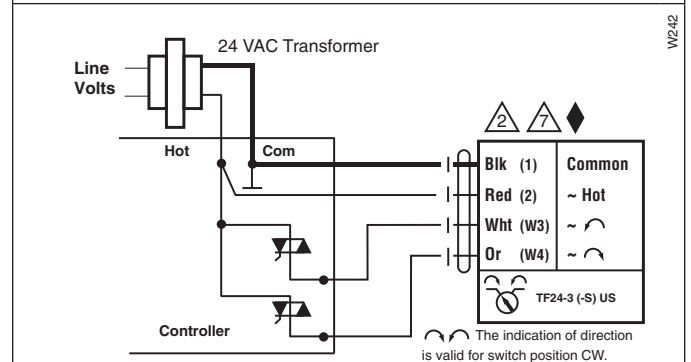 W242
24 VAC Transformer
Line
Volts
Hot
Com
2
7
Blk (1) Common
Red (2) ~ Hot
Wht (W3) ~
Or (W4) ~
TF24-3 (-S) US
Controller
The indication of direction
is valid for switch position CW.